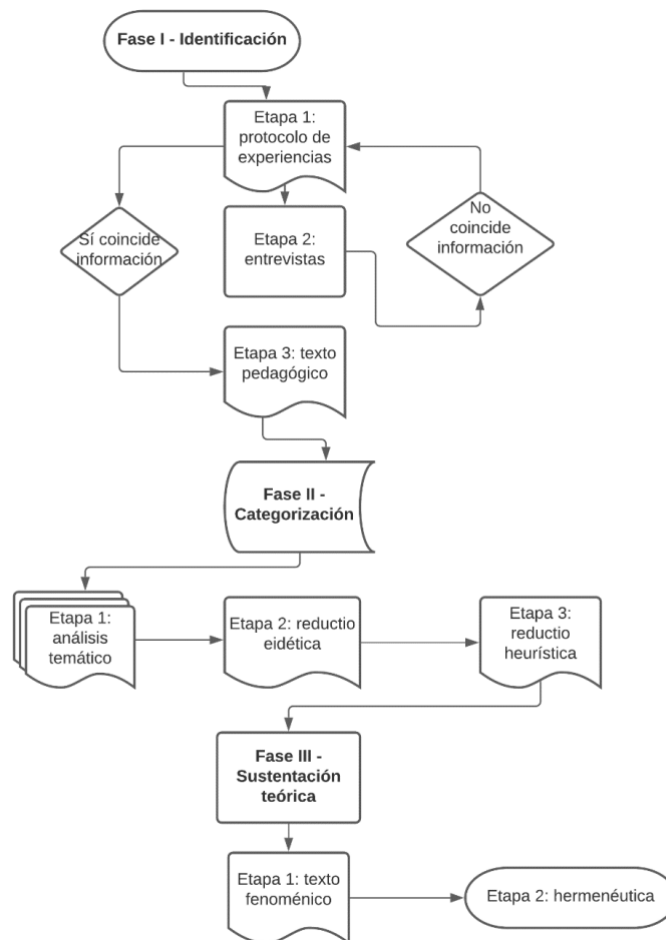 Fase I - Identificación
Etapa 1:
protocolo de
experiencias
Sí coincide
información
Etapa 2:
entrevistas
No
coincide
información
Etapa 3: texto
pedagógico
Fase II -
Categorización
Etapa 1:
análisis
temático
Etapa 2: reductio
eidética
Etapa 3:
reductio
heurística
Fase III -
Sustentación
teórica
Etapa 1: texto
fenoménico
Etapa 2: hermenéutica